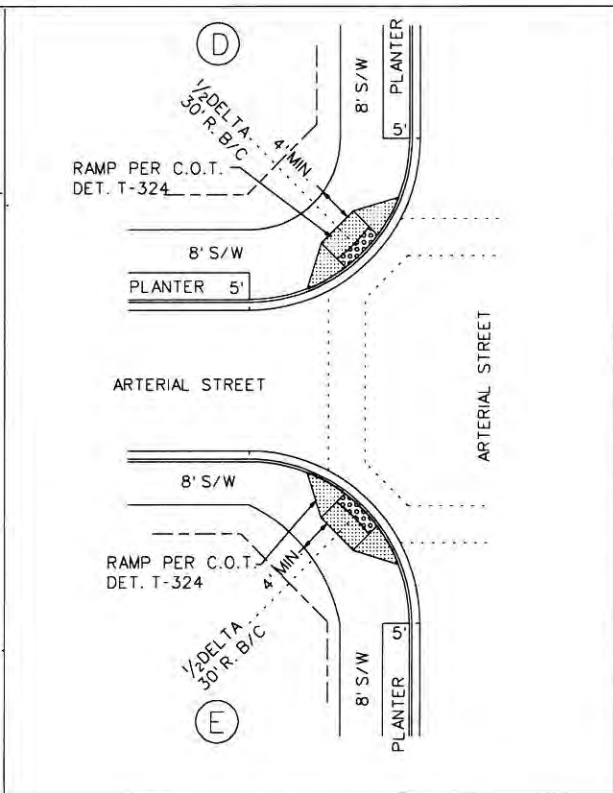 D
1/2 DELTA
30' R. B/C
4' MIN
8' S/W
PLANTER
5'
RAMP PER C.O.T.
DET. T-324
8' S/W
PLANTER 5'
ARTERIAL STREET
ARTERIAL STREET
8' S/W
RAMP PER C.O.T.
DET. T-324
4' MIN
1/2 DELTA
30' R. B/C
E
5'
8' S/W
PLANTER